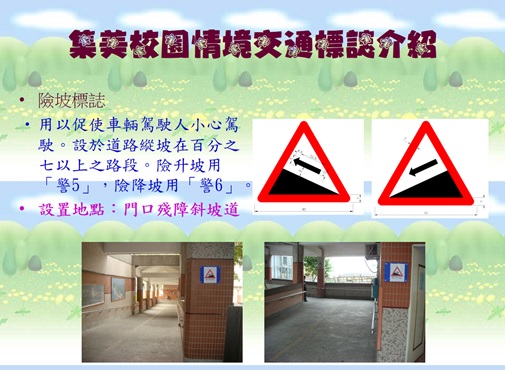 集美校園情境交通標誌介紹
• 險坡標誌
• 用以促使車輛駕駛人小心駕
駛。設於道路縱坡在百分之
七以上之路段。險升坡用
「警5」，險降坡用「警6」。
• 設置地點：門口殘障斜坡道